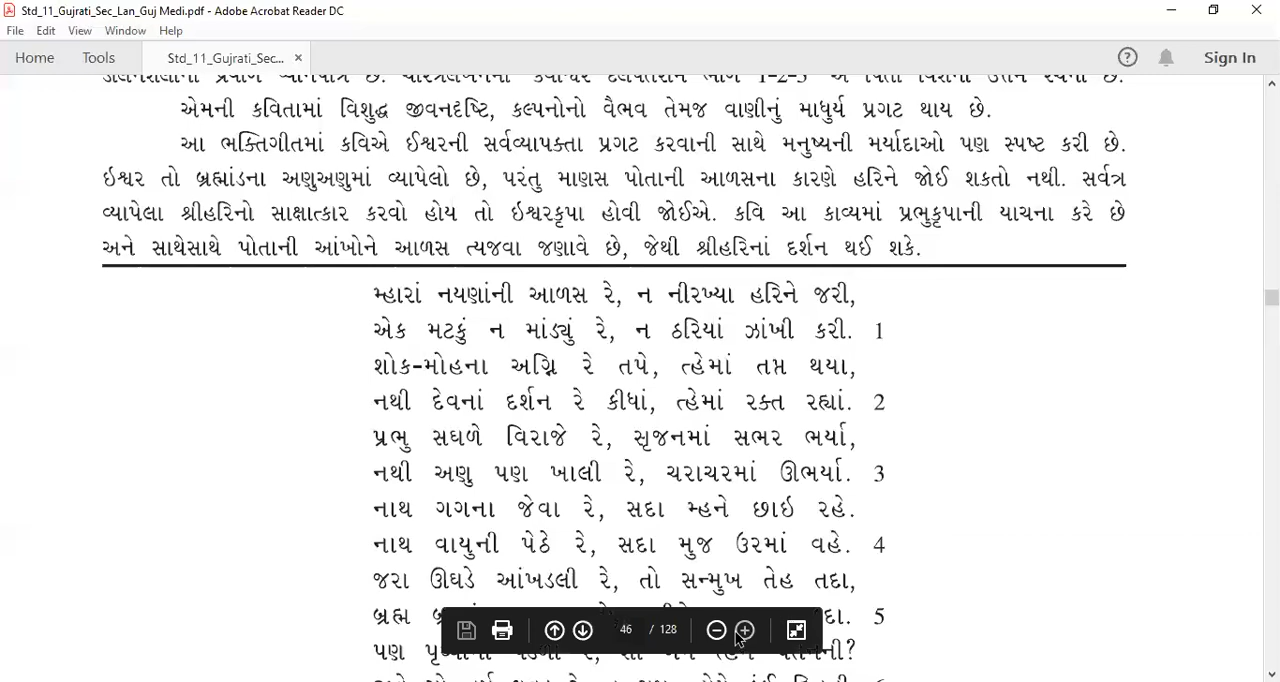 Std_11_Gujrati_Sec_Lan_Guj Medi.pdf - Adobe Acrobat Reader DC
File Edit View Window Help
Home Tools Std_11_Gujrati_Sec... × Sign In
એમની કવિતામાં વિશુદ્ધ જીવનદૃષ્ટિ, કલ્પનોનો વૈભવ તેમજ વાણીનું માધુર્ય પ્રગટ થાય છે.
આ ભક્તિગીતમાં કવિએ ઈશ્વરની સર્વવ્યાપક્તા પ્રગટ કરવાની સાથે મનુષ્યની મર્યાદાઓ પણ સ્પષ્ટ કરી છે.
ઇશ્વર તો બ્રહ્માંડના અણુઅણુમાં વ્યાપેલો છે, પરંતુ માણસ પોતાની આળસના કારણે હરિને જોઈ શકતો નથી. સર્વત્ર
વ્યાપેલા શ્રીહરિનો સાક્ષાત્કાર કરવો હોય તો ઇશ્વરકૃપા હોવી જોઈએ. કવિ આ કાવ્યમાં પ્રભુકૃપાની યાચના કરે છે
અને સાથેસાથે પોતાની આંખોને આળસ ત્યજવા જણાવે છે, જેથી શ્રીહરિનાં દર્શન થઈ શકે.
મ્હારાં નયણાંની આળસ રે, ન નીરખ્યા હરિને જરી,
એક મટકું ન માંડ્યું રે, ન ઠરિયાં ઝાંખી કરી. 1
શોક-મોહના અગ્નિ રે તપે, ત્હેમાં તપ્ત થયા,
નથી દેવનાં દર્શન રે કીધાં, ત્હેમાં રક્ત રહ્યાં. 2
પ્રભુ સઘળે વિરાજે રે, સૃજનમાં સભર ભર્યા,
નથી અણુ પણ ખાલી રે, ચરાચરમાં ઊભર્યા. 3
નાથ ગગના જેવા રે, સદા મ્હને છાઇ રહે.
નાથ વાયુની પેઠે રે, સદા મુજ ઉરમાં વહે. 4
જરા ઊઘડે આંખડલી રે, તો સન્મુખ તેહ તદા,
બ્રહ્મ 5
46 / 128
પણ